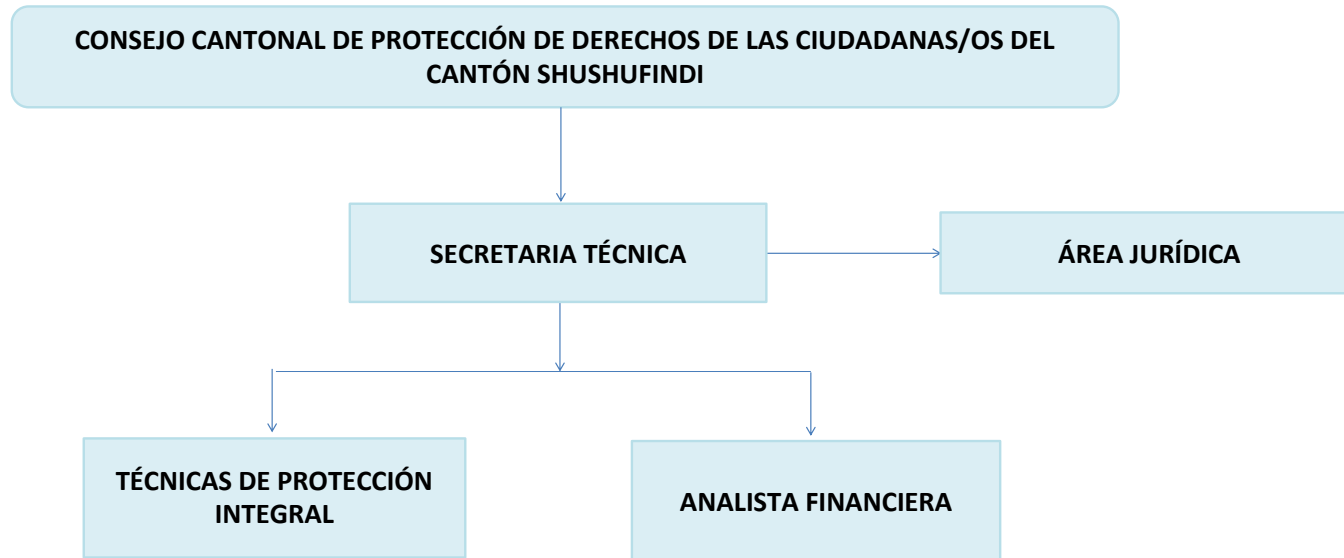 CONSEJO CANTONAL DE PROTECCIÓN DE DERECHOS DE LAS CIUDADANAS/OS DEL
CANTÓN SHUSHUFINDI
SECRETARIA TÉCNICA
ÁREA JURÍDICA
TÉCNICAS DE PROTECCIÓN
INTEGRAL
ANALISTA FINANCIERA